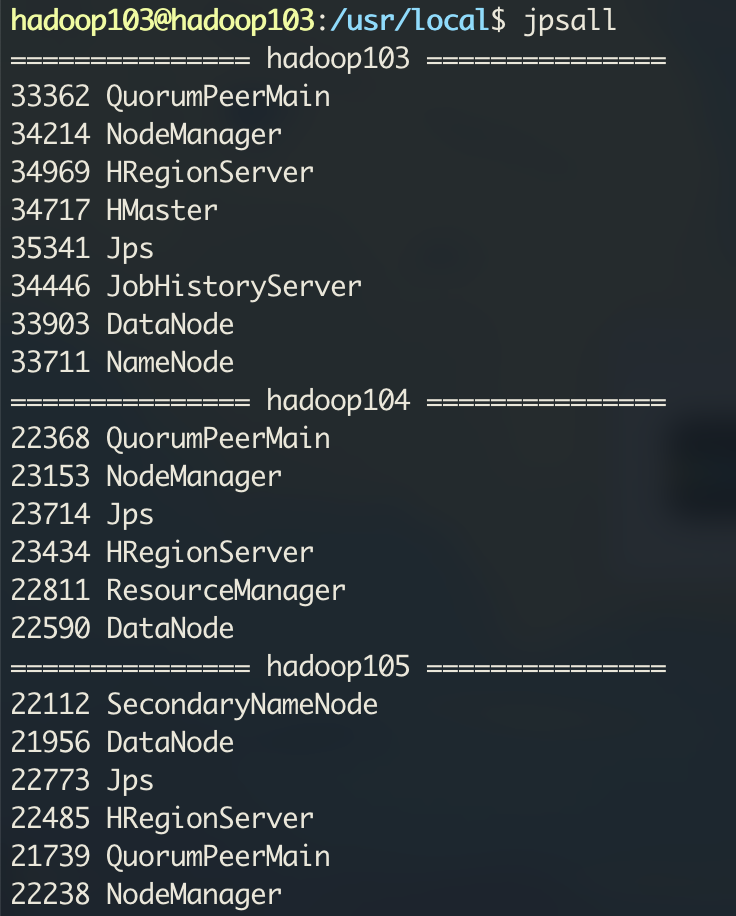 hadoop103@hadoop103:/usr/local$ jpsall
=============== hadoop103 ===============
33362 QuorumPeerMain
34214 NodeManager
34969 HRegionServer
34717 HMaster
35341 Jps
34446 JobHistoryServer
33903 DataNode
33711 NameNode
=============== hadoop104 ===============
22368 QuorumPeerMain
23153 NodeManager
23714 Jps
23434 HRegionServer
22811 ResourceManager
22590 DataNode
=============== hadoop105 ===============
22112 SecondaryNameNode
21956 DataNode
22773 Jps
22485 HRegionServer
21739 QuorumPeerMain
22238 NodeManager